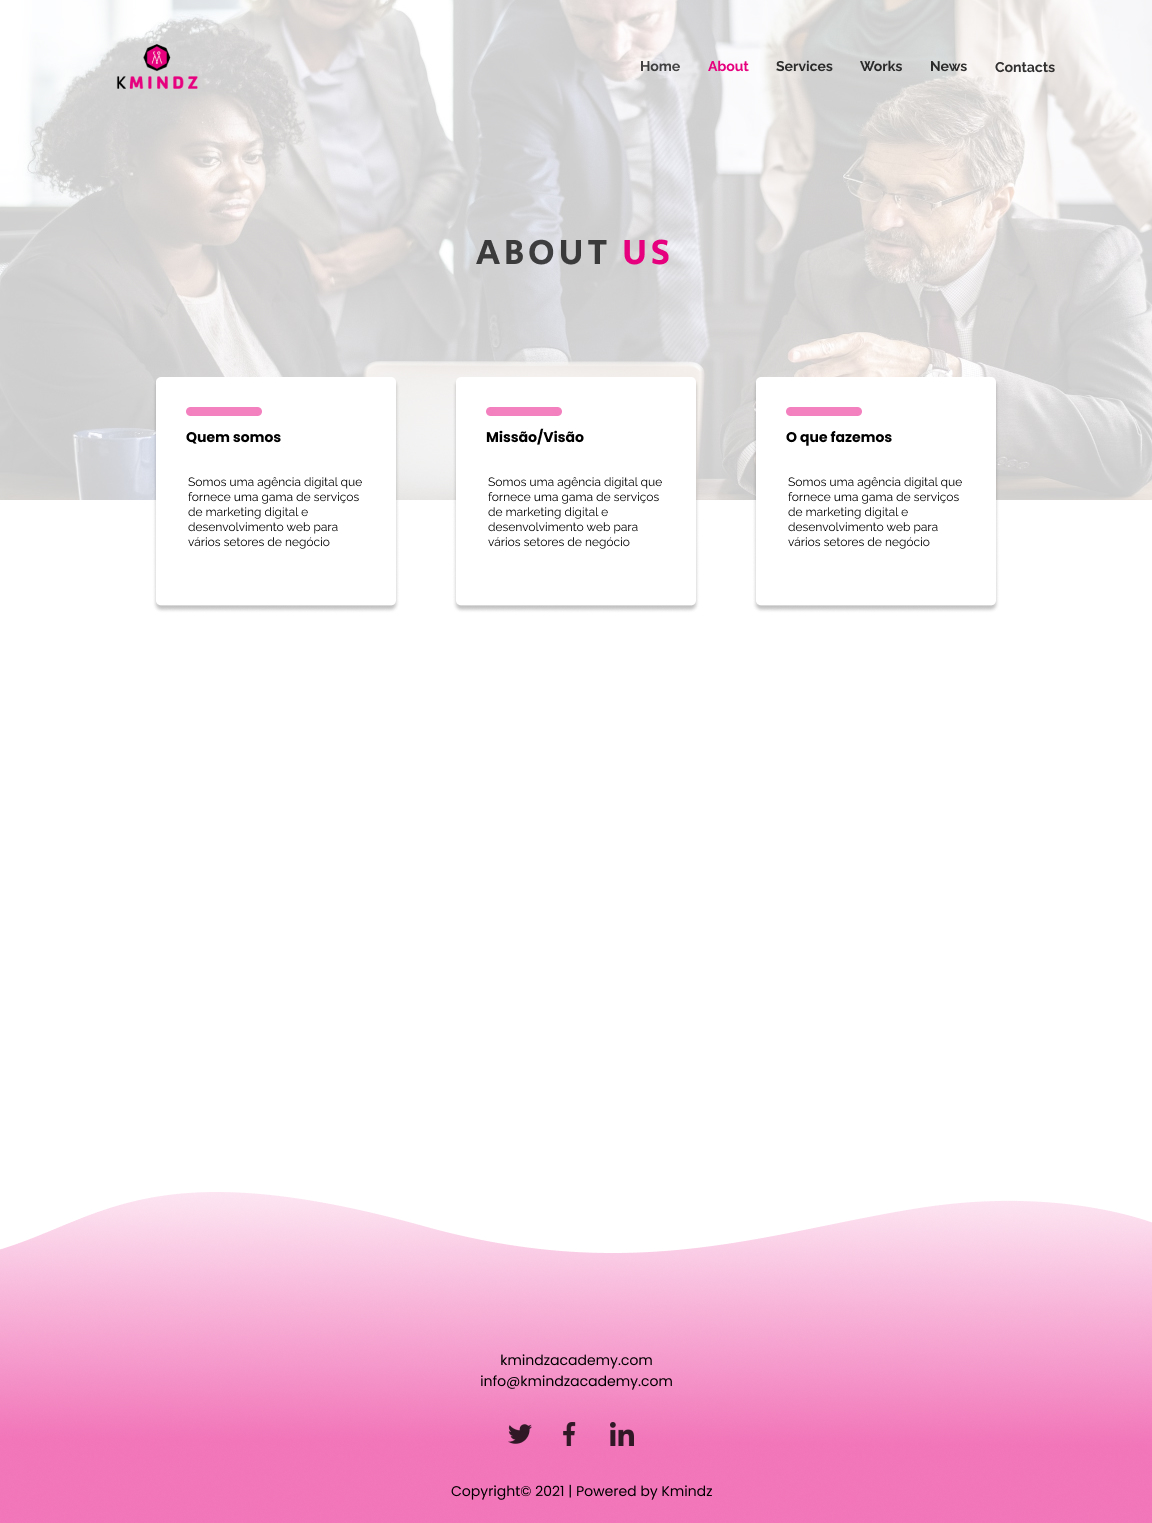 KMINDZ
Home About Services Works News Contacts
ABOUT US
Quem somos
Somos uma agência digital que
fornece uma gama de serviços
de marketing digital e
desenvolvimento web para
vários setores de negócio
Missão/Visão
Somos uma agência digital que
fornece uma gama de serviços
de marketing digital e
desenvolvimento web para
vários setores de negócio
O que fazemos
Somos uma agência digital que
fornece uma gama de serviços
de marketing digital e
desenvolvimento web para
vários setores de negócio
kmindzacademy.com
info@kmindzacademy.com
Copyright© 2021 | Powered by Kmindz